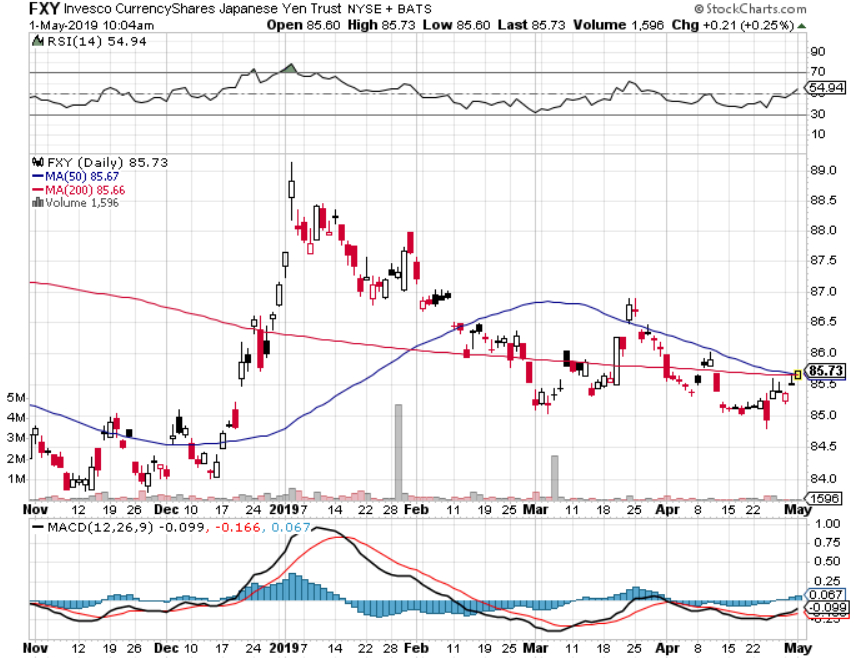 FXY Invesco CurrencyShares Japanese Yen Trust NYSE + BATS © StockCharts.com
1-May-2019 10:04am Open 85.60 High 85.73 Low 85.60 Last 85.73 Volume 1,596 Chg +0.21 (+0.25%)
RSI(14) 54.94
90
70
54.94
30
10
FXY (Daily) 85.73
MA(50) 85.67
MA(200) 85.66
Volume 1,596
89.0
88.5
88.0
87.5
87.0
86.5
86.0
85.73
85.5
85.0
84.5
84.0
5M
4M
3M
2M
1M
1596
Nov 12 19 26 Dec 10 17 24 2019 7 14 22 28 Feb 11 19 25 Mar 11 18 25 Apr 8 15 22 May
MACD(12,26,9) -0.099, -0.166, 0.067
1.00
0.75
0.50
0.25
0.067
-0.099
-0.25
Nov 12 19 26 Dec 10 17 24 2019 7 14 22 28 Feb 11 19 25 Mar 11 18 25 Apr 8 15 22 May